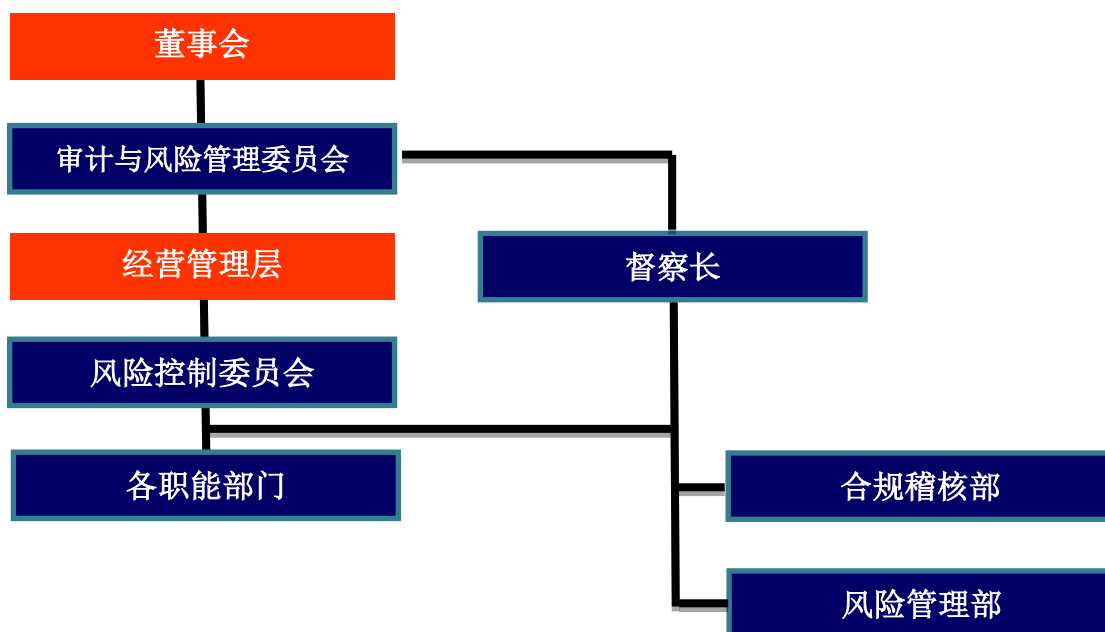 董事会
审计与风险管理委员会
经营管理层
督察长
风险控制委员会
各职能部门
合规稽核部
风险管理部